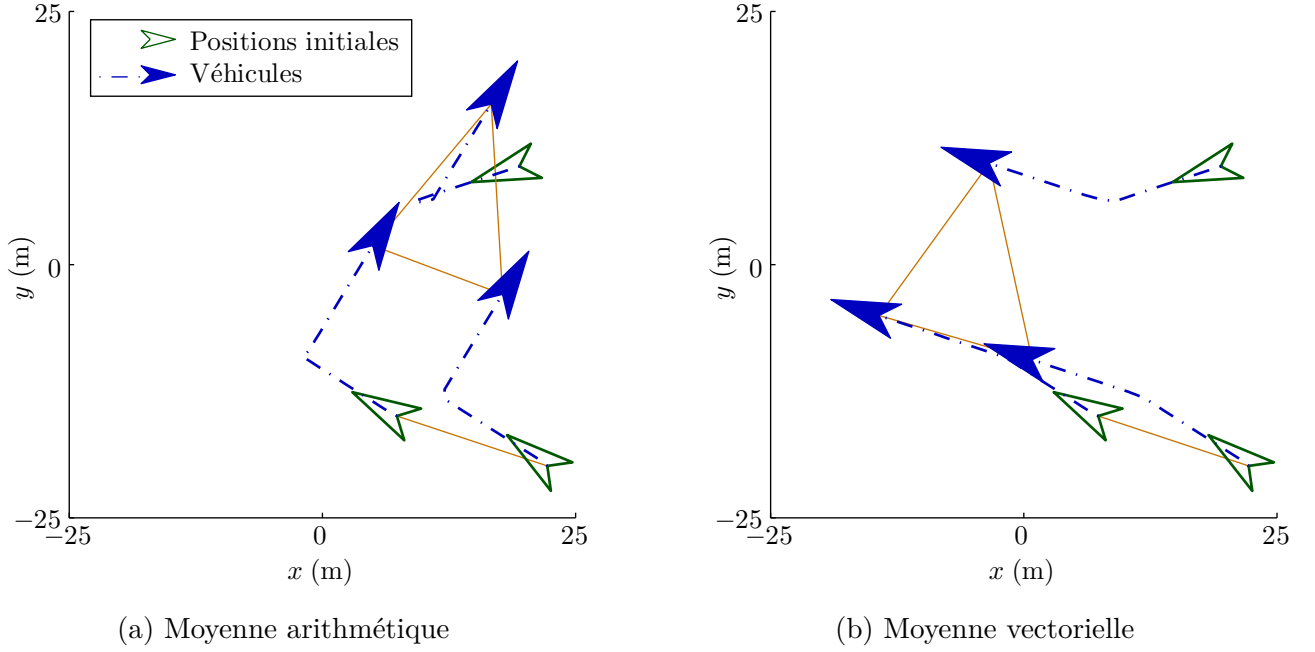 25
Positions initiales
Véhicules
y (m)
0
−25
−25
0
25
x (m)
(a) Moyenne arithmétique
25
y (m)
0
−25
−25
0
25
x (m)
(b) Moyenne vectorielle